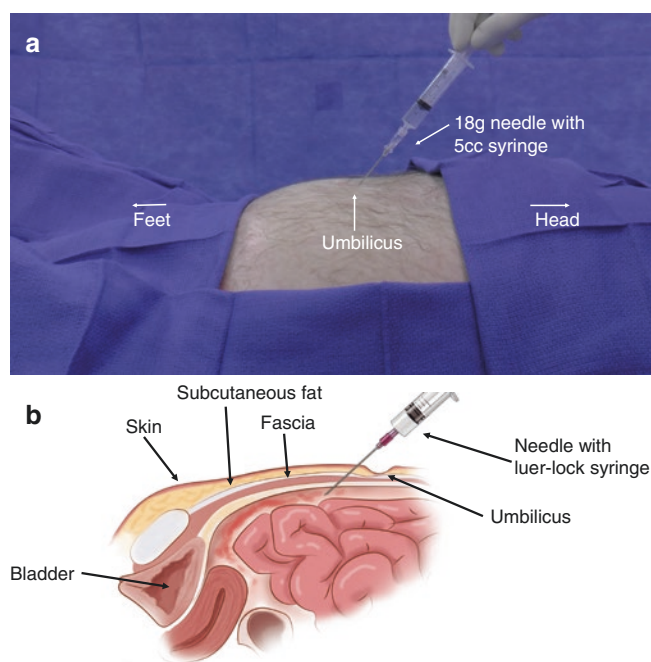 a
18g needle with
5cc syringe
Feet
Head
Umbilicus
b
Subcutaneous fat
Skin
Fascia
Needle with
luer-lock syringe
Umbilicus
Bladder